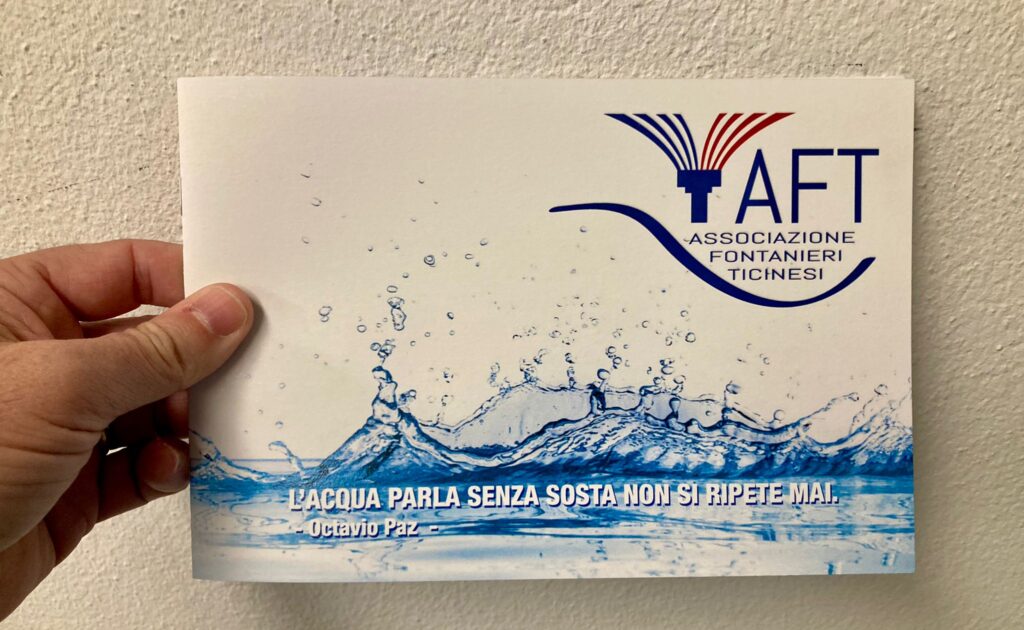 AFT
ASSOCIAZIONE
FONTANIERI
TICINESI
L'ACQUA PARLA SENZA SOSTA NON SI RIPETE MAI.
- Octavio Paz -